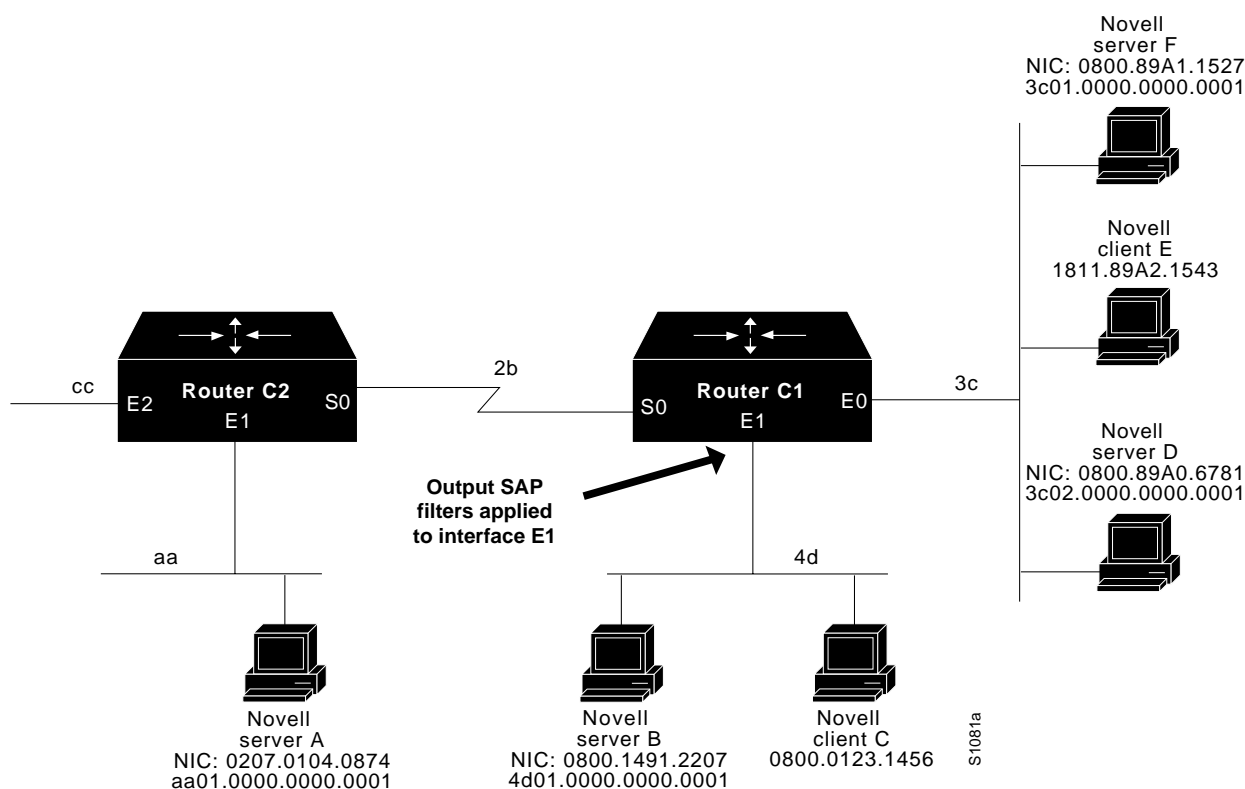 Novell
server F
NIC: 0800.89A1.1527
3c01.0000.0000.0001
Novell
client E
1811.89A2.1543
cc
E2
Router C2
S0
E1
2b
S0
Router C1
E0
E1
3c
Novell
server D
NIC: 0800.89A0.6781
3c02.0000.0000.0001
Output SAP
filters applied
to interface E1
aa
4d
Novell
server A
NIC: 0207.0104.0874
aa01.0000.0000.0001
Novell
server B
NIC: 0800.1491.2207
4d01.0000.0000.0001
Novell
client C
0800.0123.1456
S1081a